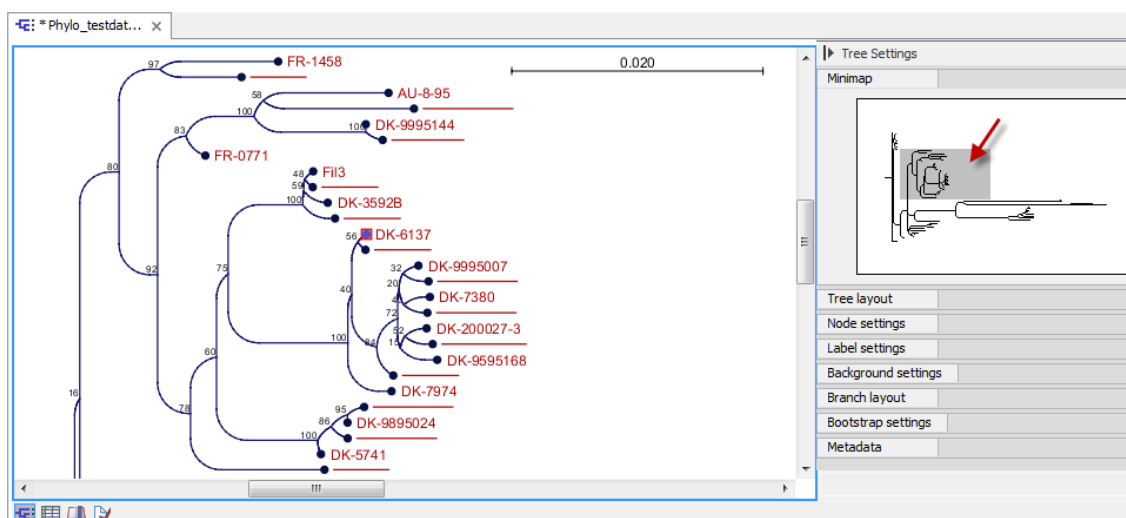 * Phylo_testdat...
97
FR-1458
0.020
Tree Settings
Minimap
58
AU-8-95
100
DK-9995144
100
83
FR-0771
80
48
Fil3
59
DK-3592B
100
56
DK-6137
92
75
32
DK-9995007
20
40
DK-7380
72
52
DK-200027-3
100
84
15
DK-9595168
60
DK-7974
16
78
95
86
DK-9895024
100
DK-5741
Tree layout
Node settings
Label settings
Background settings
Branch layout
Bootstrap settings
Metadata